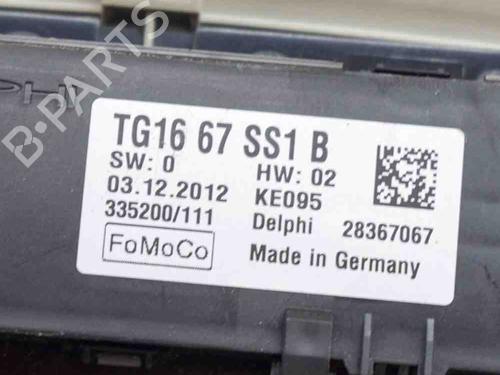 B-PARTS
TG16 67 SS1 B
SW: 0 HW: 02
03.12.2012 KE095
335200/111 Delphi 28367067
FoMoCo Made in Germany